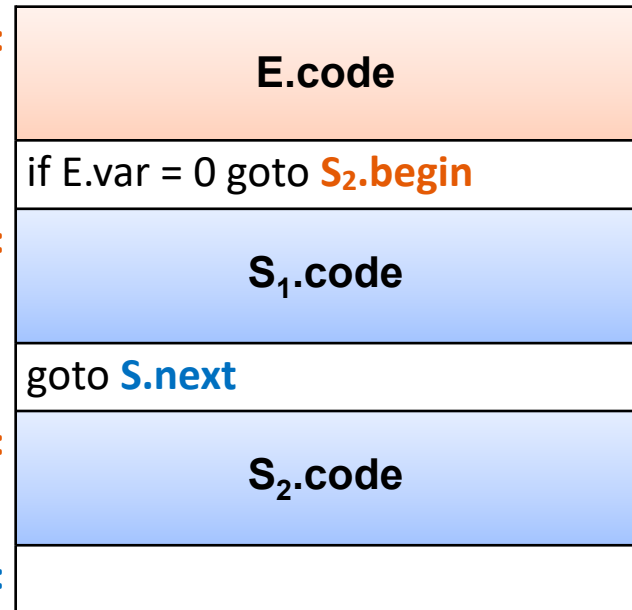 :
E.code
if E.var = 0 goto S₂.begin
:
S₁.code
goto S.next
:
S₂.code
: